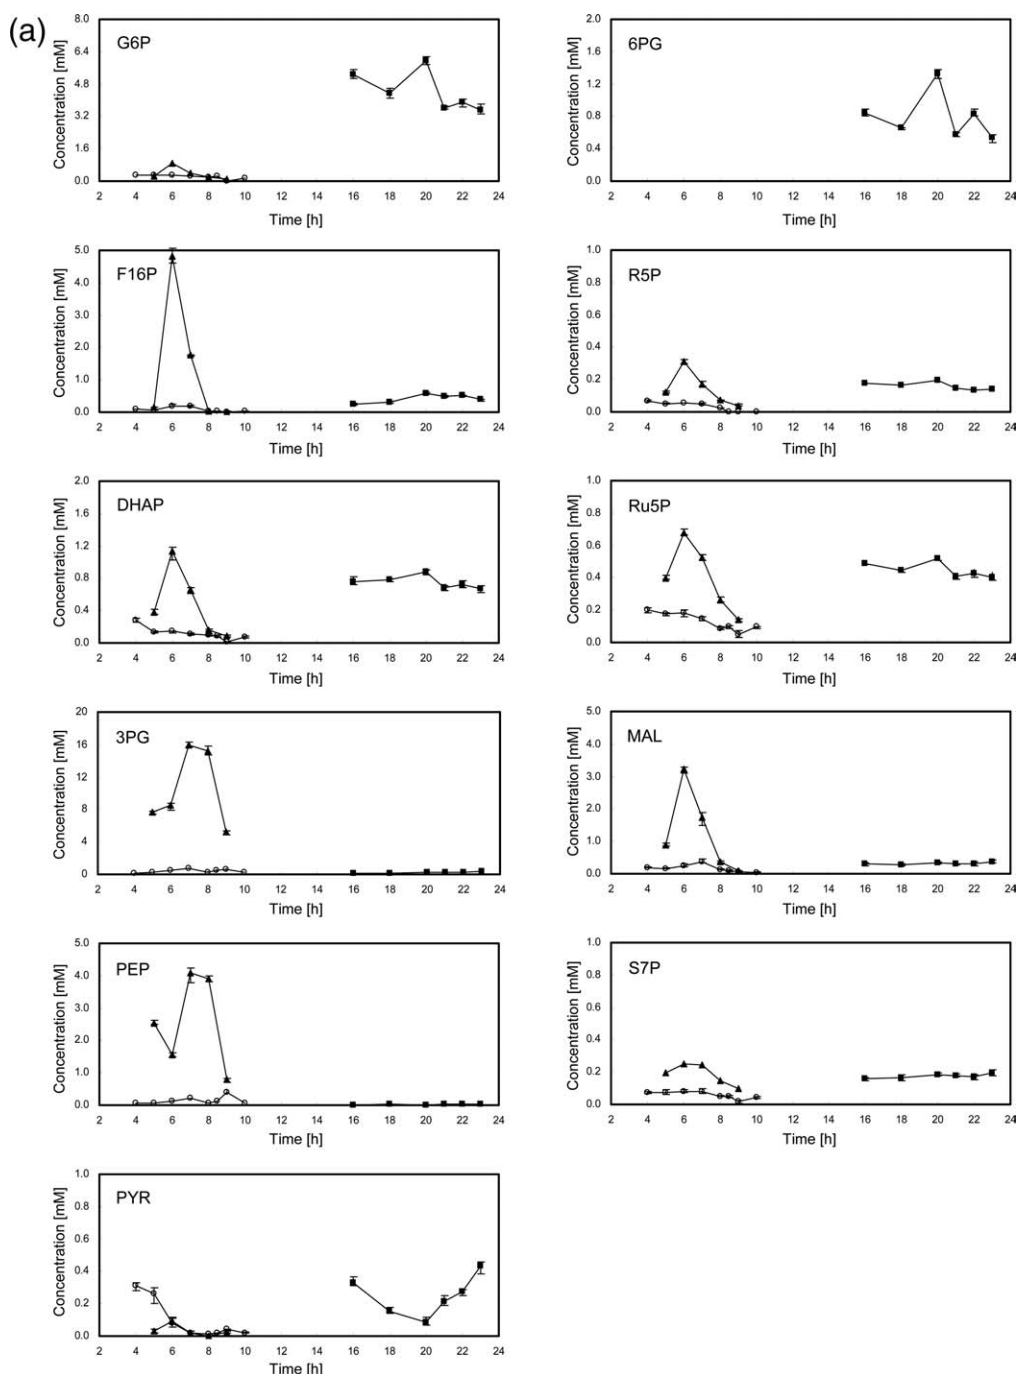 (a)
G6P
Concentration [mM]
8.0
6.4
4.8
3.2
1.6
0.0
2 4 6 8 10 12 14 16 18 20 22 24
Time [h]
6PG
Concentration [mM]
2.0
1.6
1.2
0.8
0.4
0.0
2 4 6 8 10 12 14 16 18 20 22 24
Time [h]
F16P
Concentration [mM]
5.0
4.0
3.0
2.0
1.0
0.0
2 4 6 8 10 12 14 16 18 20 22 24
Time [h]
R5P
Concentration [mM]
1.0
0.8
0.6
0.4
0.2
0.0
2 4 6 8 10 12 14 16 18 20 22 24
Time [h]
DHAP
Concentration [mM]
2.0
1.6
1.2
0.8
0.4
0.0
2 4 6 8 10 12 14 16 18 20 22 24
Time [h]
Ru5P
Concentration [mM]
1.0
0.8
0.6
0.4
0.2
0.0
2 4 6 8 10 12 14 16 18 20 22 24
Time [h]
3PG
Concentration [mM]
20
16
12
8
4
0
2 4 6 8 10 12 14 16 18 20 22 24
Time [h]
MAL
Concentration [mM]
5.0
4.0
3.0
2.0
1.0
0.0
2 4 6 8 10 12 14 16 18 20 22 24
Time [h]
PEP
Concentration [mM]
5.0
4.0
3.0
2.0
1.0
0.0
2 4 6 8 10 12 14 16 18 20 22 24
Time [h]
S7P
Concentration [mM]
1.0
0.8
0.6
0.4
0.2
0.0
2 4 6 8 10 12 14 16 18 20 22 24
Time [h]
PYR
Concentration [mM]
1.0
0.8
0.6
0.4
0.2
0.0
2 4 6 8 10 12 14 16 18 20 22 24
Time [h]